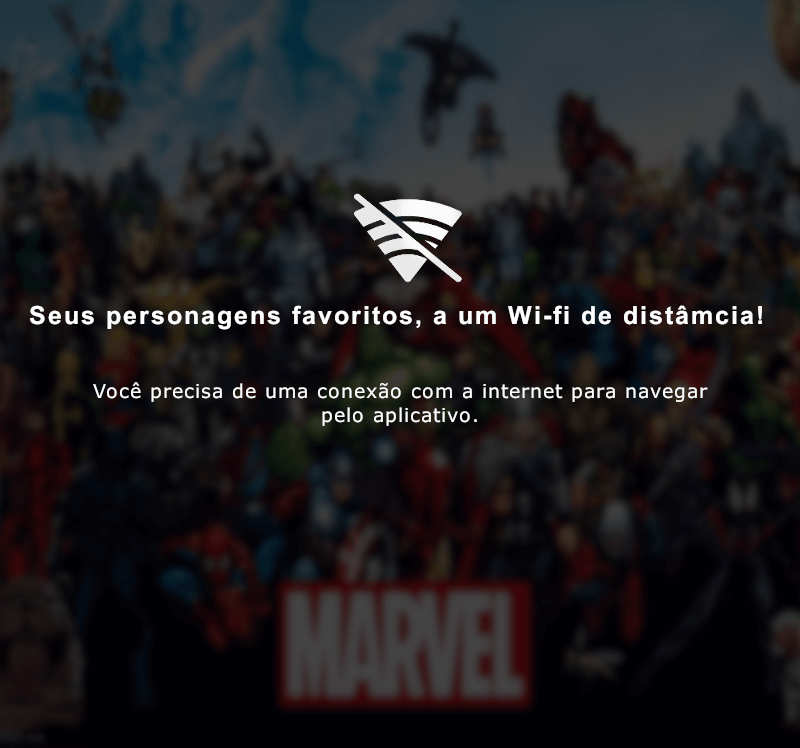 Seus personagens favoritos, a um Wi-fi de distâmcia!
Você precisa de uma conexão com a internet para navegar
pelo aplicativo.
MARVEL